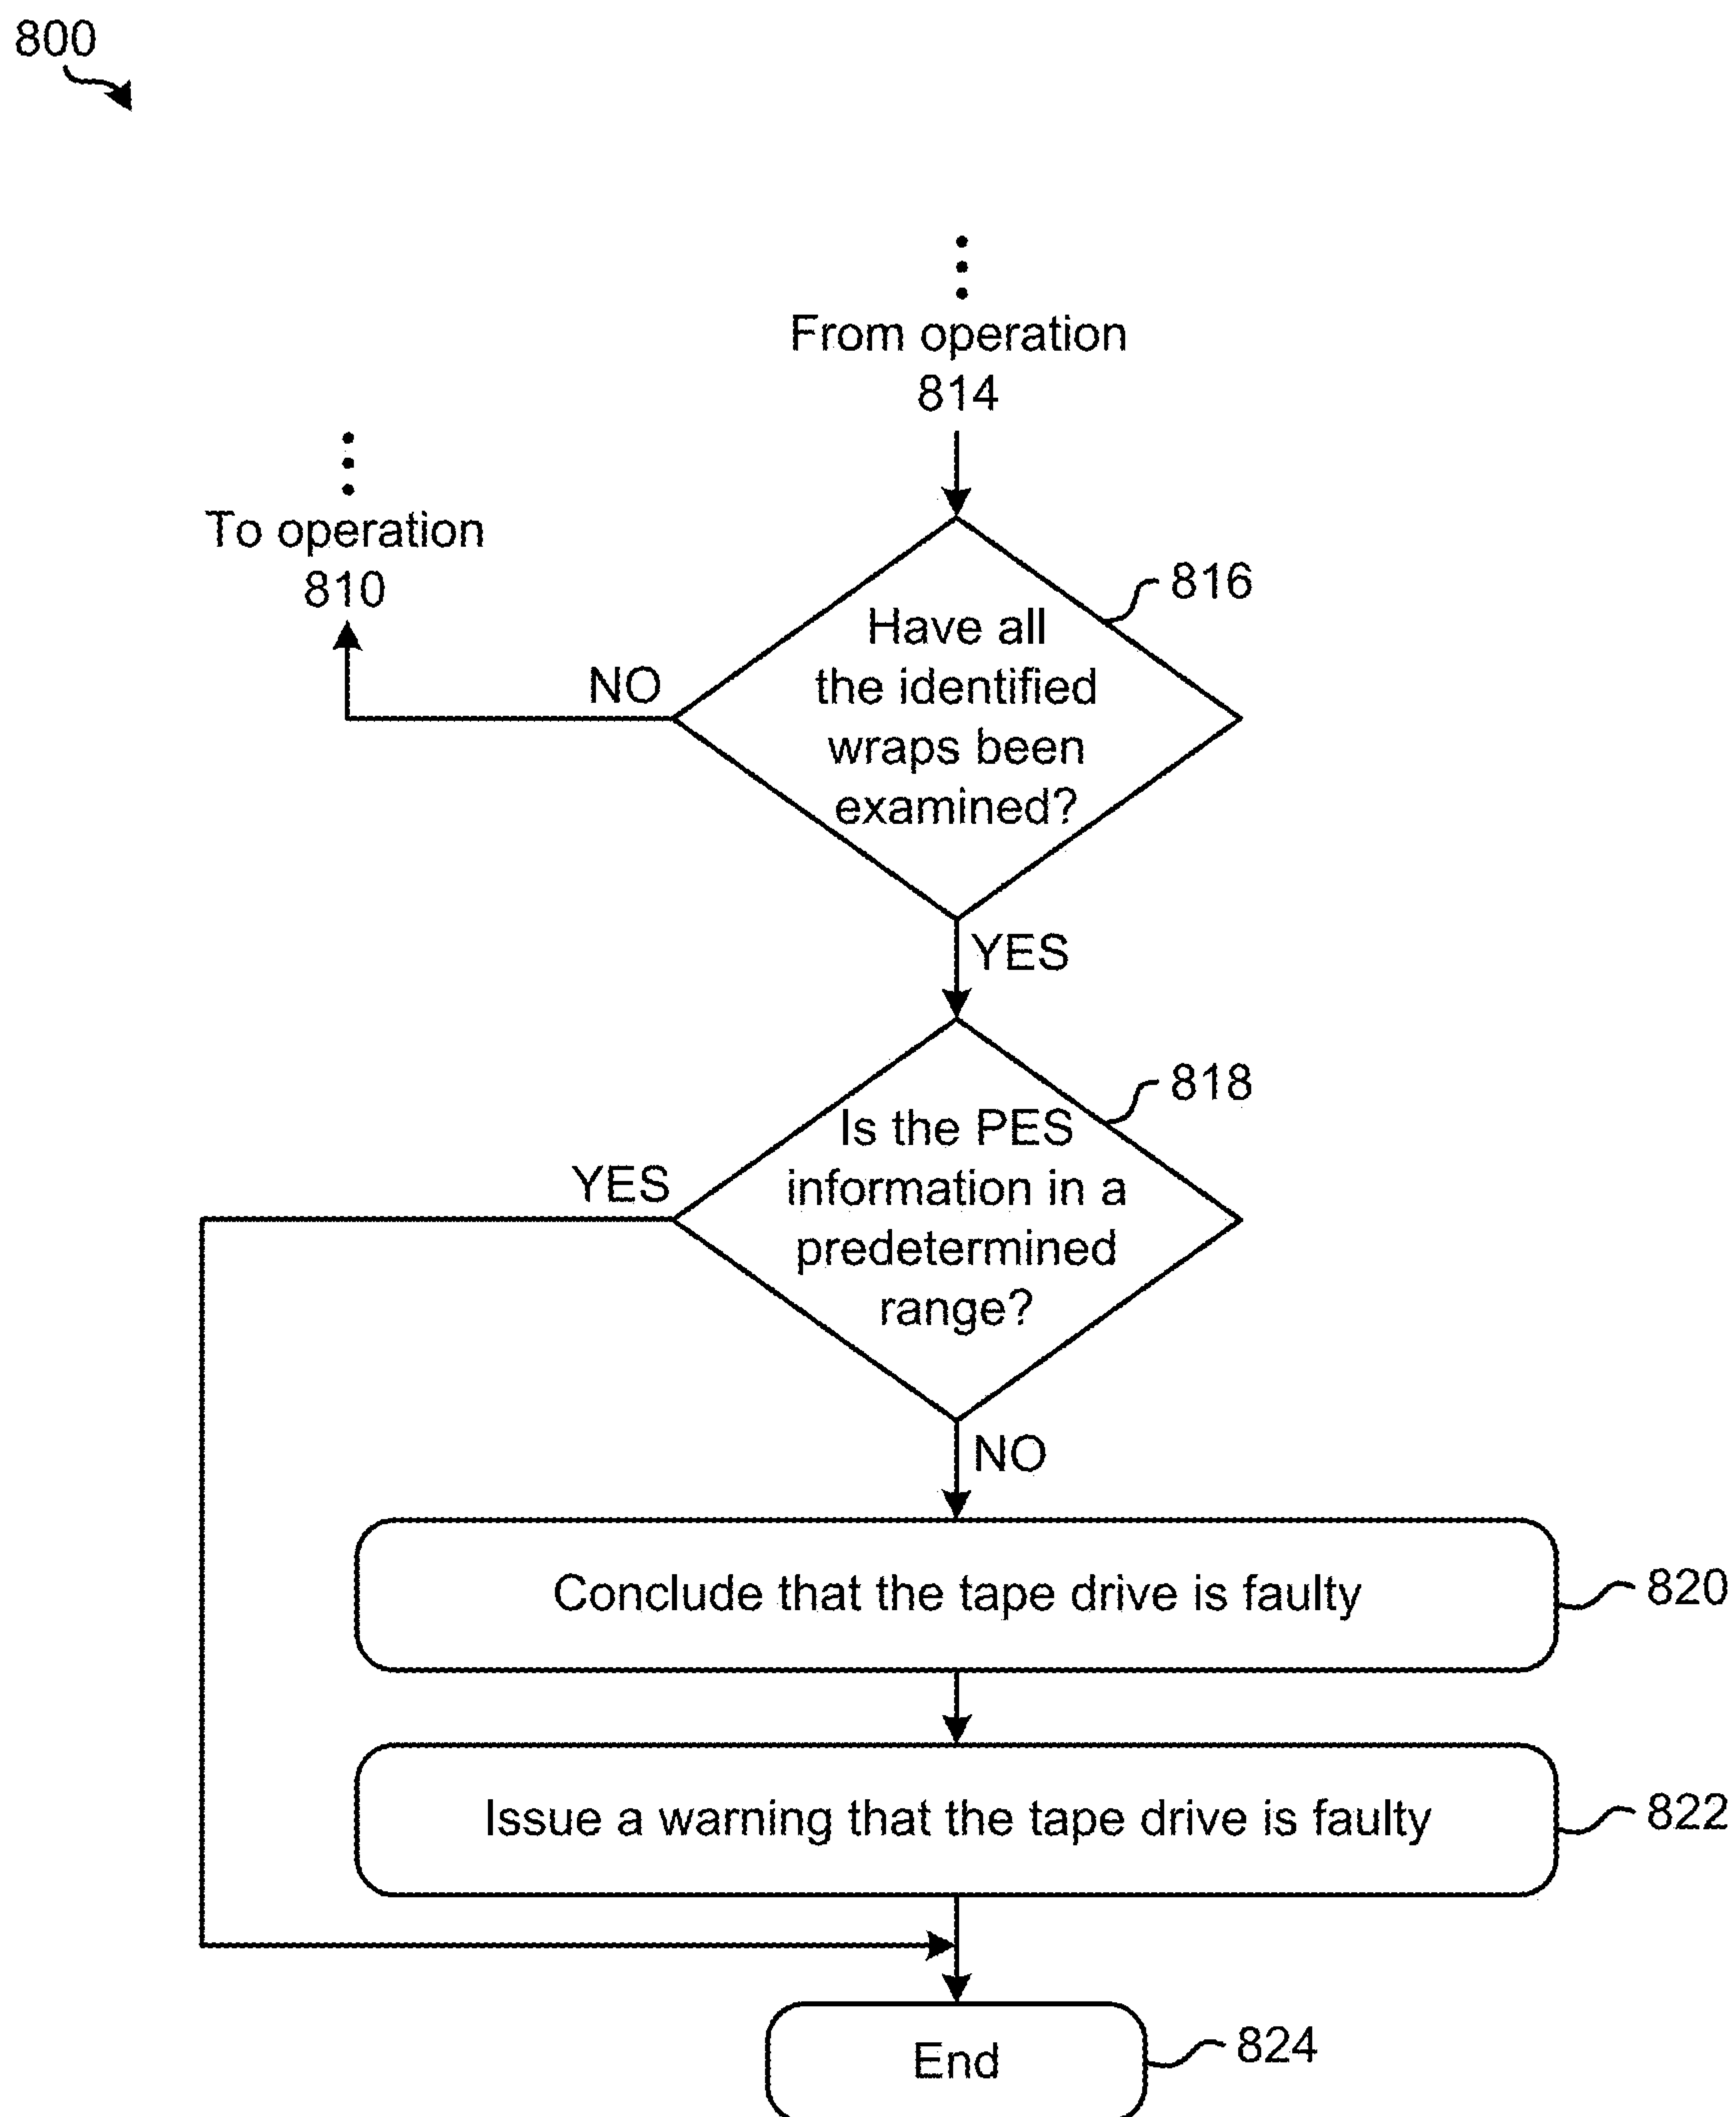 800
From operation
814
To operation
810
816
Have all
the identified
wraps been
examined?
NO
YES
818
Is the PES
information in a
predetermined
range?
YES
NO
Conclude that the tape drive is faulty
820
Issue a warning that the tape drive is faulty
822
End
824